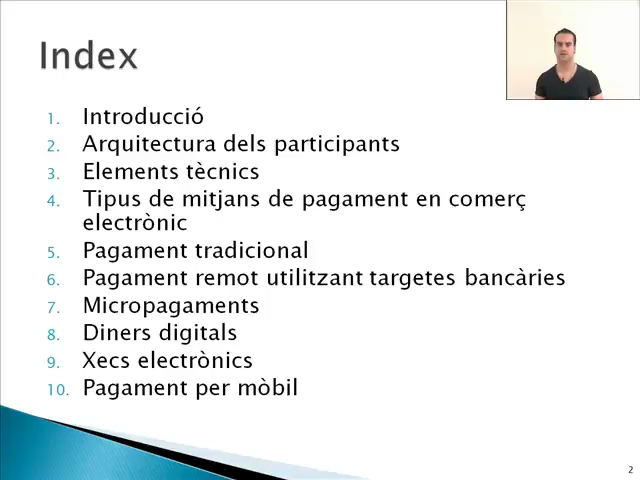 Index
1. Introducció
2. Arquitectura dels participants
3. Elements tècnics
4. Tipus de mitjans de pagament en comerç
electrònic
5. Pagament tradicional
6. Pagament remot utilitzant targetes bancàries
7. Micropagaments
8. Diners digitals
9. Xecs electrònics
10. Pagament per mòbil
2